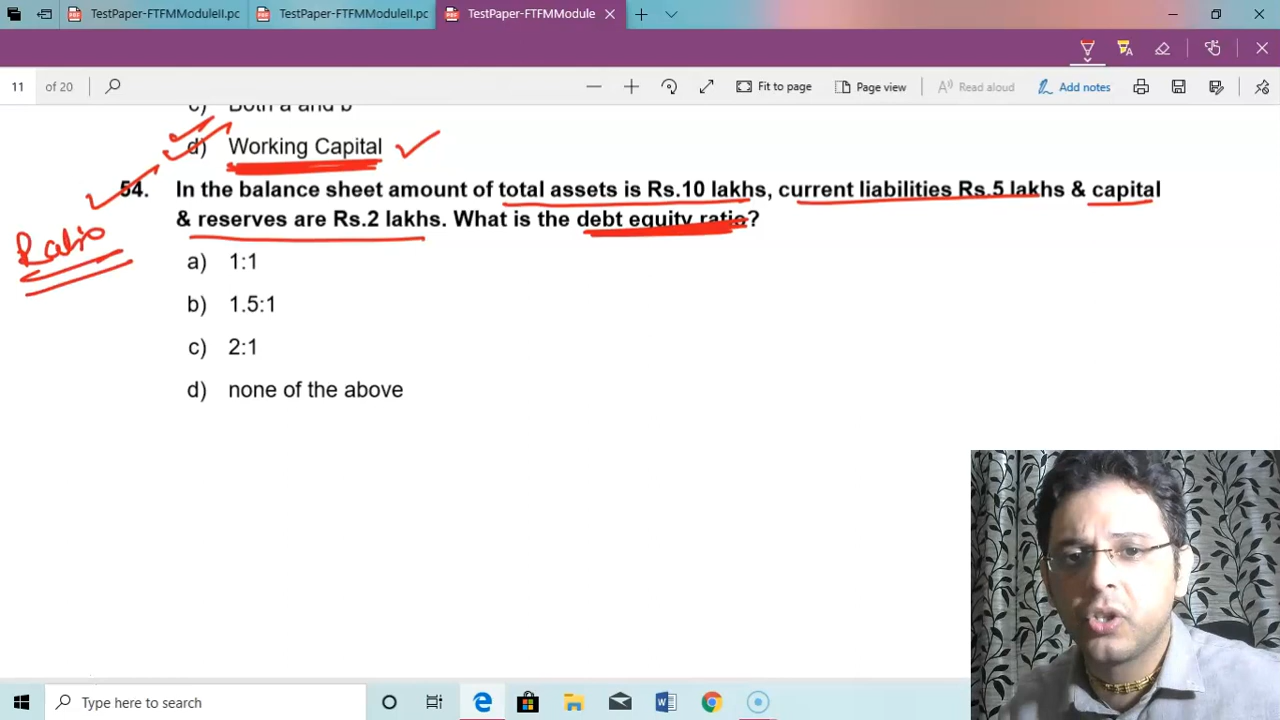 TestPaper-FTFMModuleII.pc
TestPaper-FTFMModuleII.pc
TestPaper-FTFMModule
11 of 20
Fit to page
Page view
Read aloud
Add notes
c) Both a and b
d) Working Capital
54. In the balance sheet amount of total assets is Rs.10 lakhs, current liabilities Rs.5 lakhs & capital
& reserves are Rs.2 lakhs. What is the debt equity ratio?
Ratio
a) 1:1
b) 1.5:1
c) 2:1
d) none of the above
Type here to search